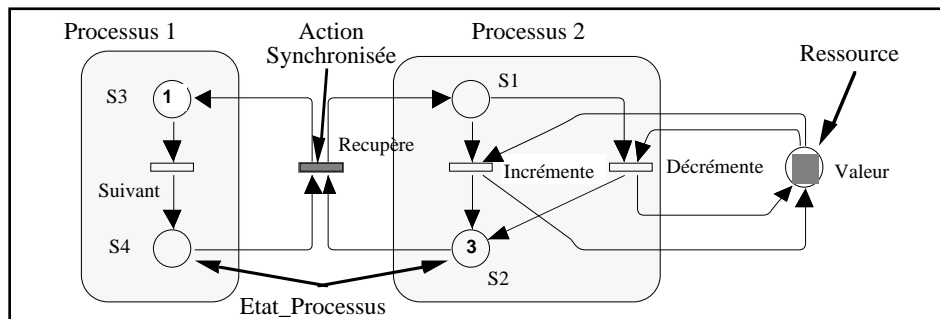 Processus 1
Action
Synchronisée
Processus 2
Ressource
S3
1
S1
Recupère
Suivant
Incrémente
Décrémente
Valeur
S4
3
S2
Etat_Processus